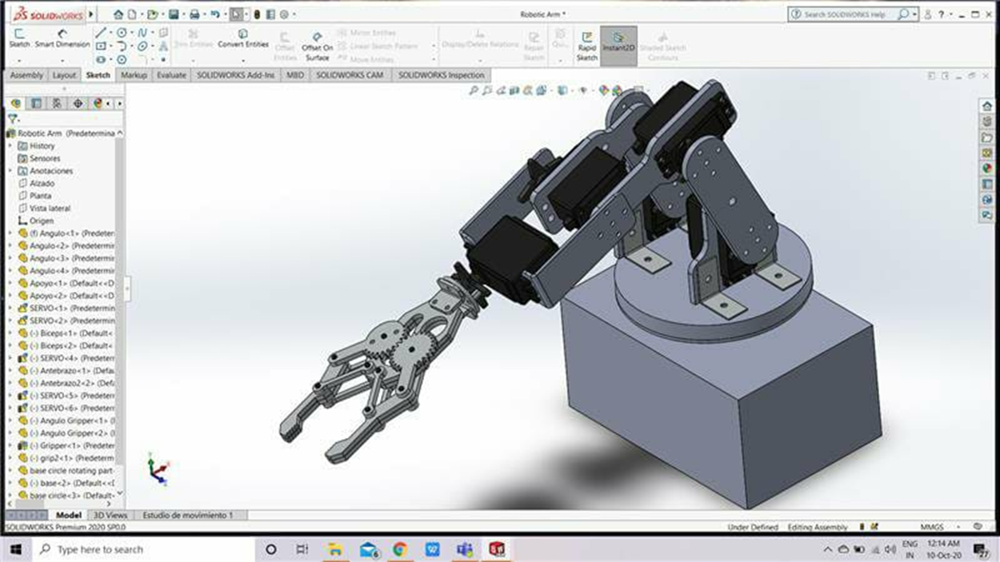 SOLIDWORKS
Robotic Arm *
Search SOLIDWORKS Help
Sketch
Smart Dimension
Trim Entities
Convert Entities
Offset Entities
Offset On Surface
Mirror Entities
Linear Sketch Pattern
Move Entities
Display/Delete Relations
Repair Sketch
Rapid Sketch
Instant2D
Shaded Sketch Contours
Assembly Layout Sketch Markup Evaluate SOLIDWORKS Add-Ins MBD SOLIDWORKS CAM SOLIDWORKS Inspection
Robotic Arm (Predetermina
History
Sensores
Anotaciones
Alzado
Planta
Vista lateral
Origen
(f) Angulo<1> (Predeter
Angulo<2> (Predetermin
Angulo<3> (Predetermin
Angulo<4> (Predetermin
Apoyo<1> (Default<<D
Apoyo<2> (Default<<D
SERVO<1> (Predetermin
SERVO<2> (Predetermin
(-) Biceps<1> (Default<
(-) Biceps<2> (Default<
(-) SERVO<4> (Predeterm
(-) Antebrazo<1> (Defau
(-) Antebrazo2<2> (Defa
(-) SERVO<5> (Predeterm
(-) SERVO<6> (Predeterm
(-) Angulo Gripper<1> (
(-) Angulo Gripper<2> (
(-) Gripper<1> (Predeter
(-) grip2<1> (Predeterm
base circle rotating part
(-) base<2> (Default<<D
base circle<3> (Default<
Model 3D Views Estudio de movimiento 1
SOLIDWORKS Premium 2020 SP0.0
Under Defined Editing Assembly MMGS
Type here to search
ENG
IN
12:14 AM
10-Oct-20
27